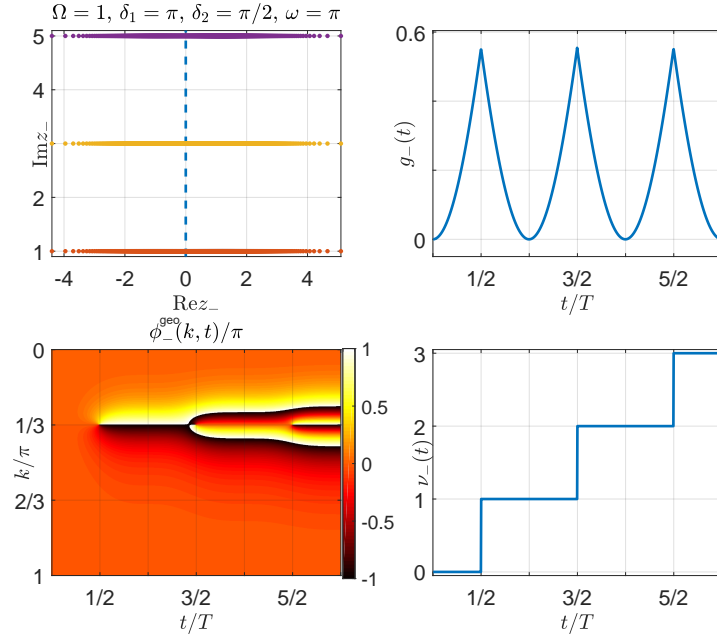 Ω = 1, δ₁ = π, δ₂ = π/2, ω = π
5
4
2
1
Imz₋
-4 -2 0 2 4
Rez₋
0.6
0
g₋(t)
1/2 3/2 5/2
t/T
ϕ₋ᵍᵉᵒ(k, t)/π
0
1/3
2/3
1
k/π
1/2 3/2 5/2
t/T
1
0.5
0
-0.5
-1
3
2
1
0
ν₋(t)
1/2 3/2 5/2
t/T